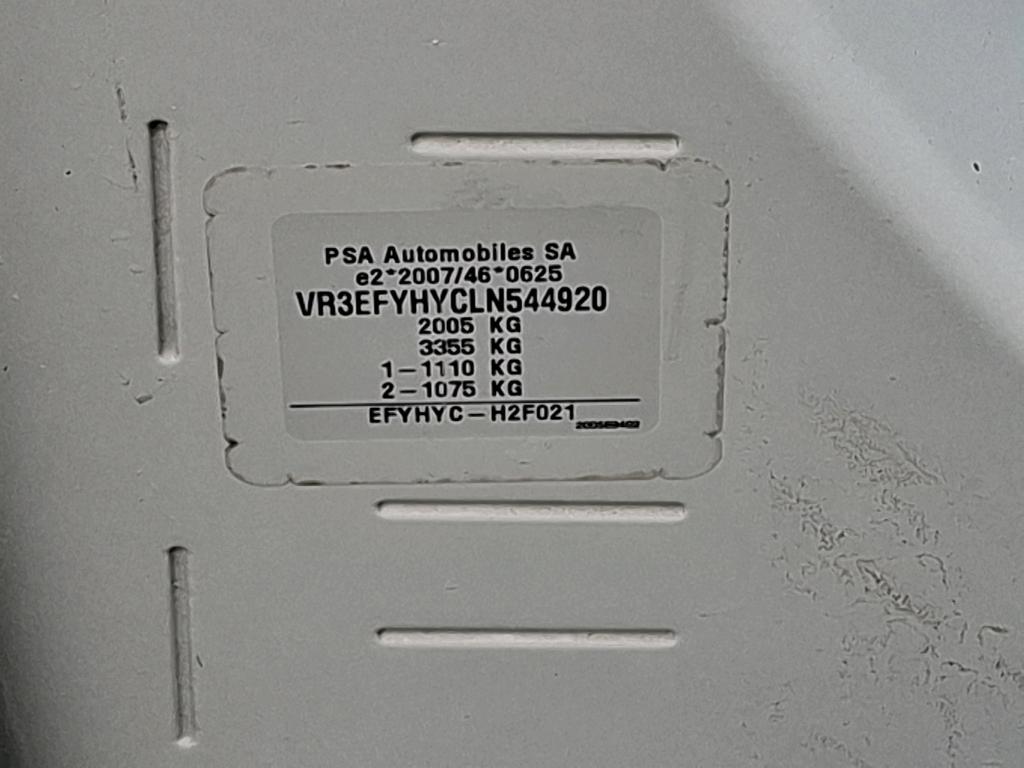 PSA Automobiles SA
e2*2007/46*0625
VR3EFYHYCLN544920
2005 KG
3355 KG
1-1110 KG
2-1075 KG
EFYHYC-H2F021